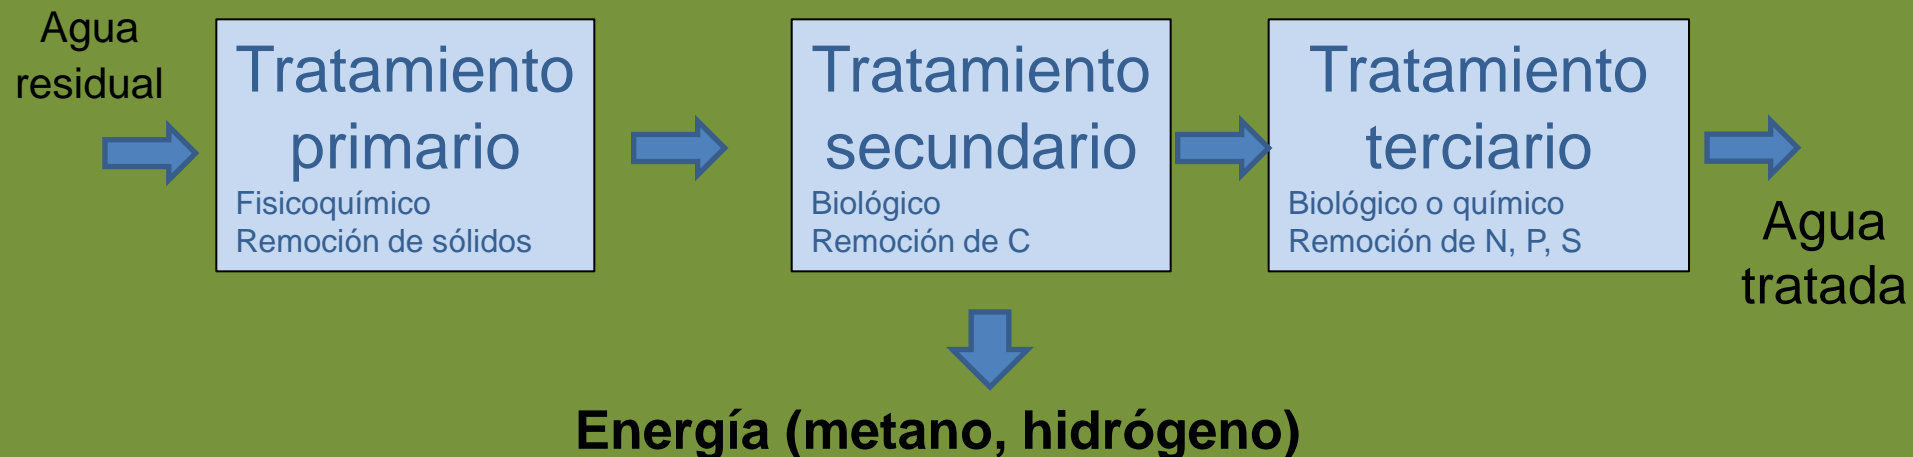 Agua
residual
Tratamiento
primario
Fisicoquímico
Remoción de sólidos
Tratamiento
secundario
Biológico
Remoción de C
Tratamiento
terciario
Biológico o químico
Remoción de N, P, S
Agua
tratada
Energía (metano, hidrógeno)